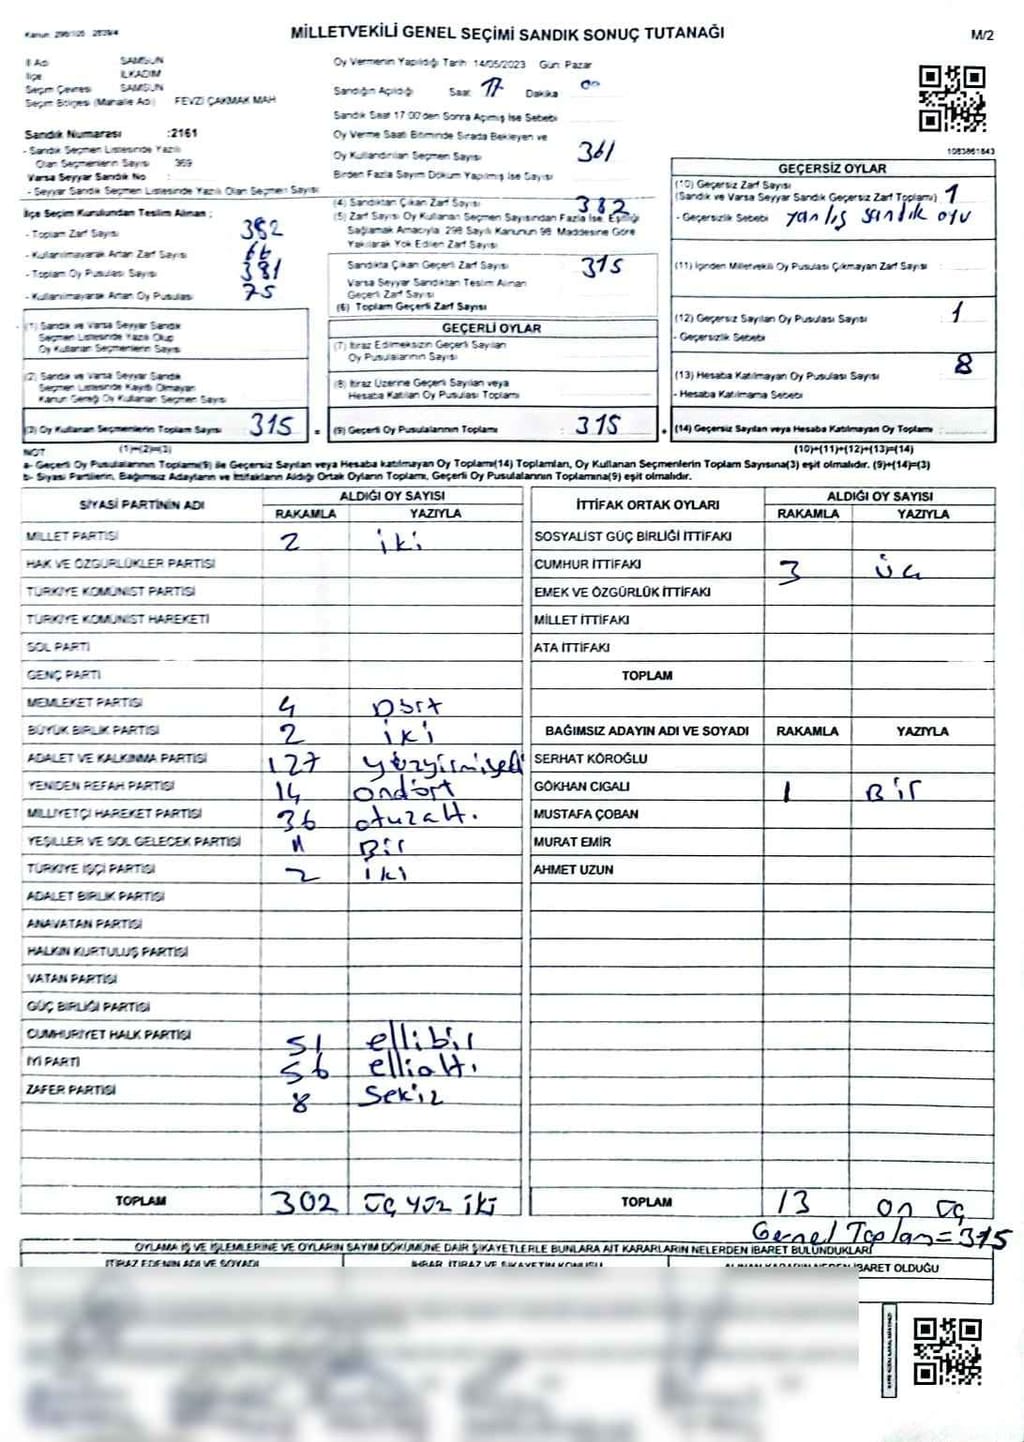 Kanun: 298/105 2839/4
MİLLETVEKİLİ GENEL SEÇİMİ SANDIK SONUÇ TUTANAĞI
M/2
İl Adı SAMSUN
İlçe İLKADIM
Seçim Çevresi SAMSUN
Seçim Bölgesi (Mahalle Adı) FEVZİ ÇAKMAK MAH
Sandık Numarası :2161
- Sandık Seçmen Listesinde Yazılı
Olan Seçmenlerin Sayısı 369
Varsa Seyyar Sandık No :
- Seyyar Sandık Seçmen Listesinde Yazılı Olan Seçmen Sayısı
Oy Vermenin Yapıldığı Tarih 14/05/2023 Gün: Pazar
Sandığın Açıldığı Saat 17 Dakika 00
Sandık Saat 17:00'den Sonra Açılmış İse Sebebi
Oy Verme Saati Bitiminde Sırada Bekleyen ve
Oy Kullandırılan Seçmen Sayısı 361
Birden Fazla Sayım Döküm Yapılmış İse Sayısı
1083861843
İlçe Seçim Kurulundan Teslim Alınan :
- Toplam Zarf Sayısı 382
- Kullanılmayarak Artan Zarf Sayısı 66
- Toplam Oy Pusulası Sayısı 381
- Kullanılmayarak Artan Oy Pusulası 75
(4) Sandıktan Çıkan Zarf Sayısı 382
(5) Zarf Sayısı Oy Kullanan Seçmen Sayısından Fazla İse, Eşitliği
Sağlamak Amacıyla 298 Sayılı Kanunun 98. Maddesine Göre
Yakılarak Yok Edilen Zarf Sayısı
Sandıkta Çıkan Geçerli Zarf Sayısı 315
Varsa Seyyar Sandıktan Teslim Alınan
Geçerli Zarf Sayısı
(6) Toplam Geçerli Zarf Sayısı
GEÇERSİZ OYLAR
(10) Geçersiz Zarf Sayısı
(Sandık ve Varsa Seyyar Sandık Geçersiz Zarf Toplamı) 1
- Geçersizlik Sebebi yanlış sandık oyu
(11) İçinden Milletvekili Oy Pusulası Çıkmayan Zarf Sayısı
(12) Geçersiz Sayılan Oy Pusulası Sayısı 1
- Geçersizlik Sebebi
(13) Hesaba Katılmayan Oy Pusulası Sayısı 8
- Hesaba Katılmama Sebebi
(14) Geçersiz Sayılan veya Hesaba Katılmayan Oy Toplamı :
(10)+(11)+(12)+(13)=(14)
(1) Sandık ve Varsa Seyyar Sandık
Seçmen Listesinde Yazılı Olup
Oy Kullanan Seçmenlerin Sayısı
(2) Sandık ve Varsa Seyyar Sandık
Seçmen Listesinde Kayıtlı Olmayan
Kanun Gereği Oy Kullanan Seçmen Sayısı
(3) Oy Kullanan Seçmenlerin Toplam Sayısı 315
(1)+(2)=(3)
GEÇERLİ OYLAR
(7) İtiraz Edilmeksizin Geçerli Sayılan
Oy Pusulalarının Sayısı
(8) İtiraz Üzerine Geçerli Sayılan veya
Hesaba Katılan Oy Pusulası Toplamı
(9) Geçerli Oy Pusulalarının Toplamı : 315
NOT
a- Geçerli Oy Pusulalarının Toplamı(9) ile Geçersiz Sayılan veya Hesaba katılmayan Oy Toplamı(14) Toplamları, Oy Kullanan Seçmenlerin Toplam Sayısına(3) eşit olmalıdır. (9)+(14)=(3)
b- Siyasi Partilerin, Bağımsız Adayların ve İttifakların Aldığı Ortak Oyların Toplamı, Geçerli Oy Pusulalarının Toplamına(9) eşit olmalıdır.
SİYASİ PARTİNİN ADI ALDIĞI OY SAYISI
RAKAMLA YAZIYLA
MİLLET PARTİSİ 2 iki
HAK VE ÖZGÜRLÜKLER PARTİSİ
TÜRKİYE KOMÜNİST PARTİSİ
TÜRKİYE KOMÜNİST HAREKETİ
SOL PARTİ
GENÇ PARTİ
MEMLEKET PARTİSİ 4 Dört
BÜYÜK BİRLİK PARTİSİ 2 iki
ADALET VE KALKINMA PARTİSİ 127 yüzyirmiyedi
YENİDEN REFAH PARTİSİ 14 ondört
MİLLİYETÇİ HAREKET PARTİSİ 36 otuzaltı
YEŞİLLER VE SOL GELECEK PARTİSİ Bir
TÜRKİYE İŞÇİ PARTİSİ 2 iki
ADALET BİRLİK PARTİSİ
ANAVATAN PARTİSİ
HALKIN KURTULUŞ PARTİSİ
VATAN PARTİSİ
GÜÇ BİRLİĞİ PARTİSİ
CUMHURİYET HALK PARTİSİ 51 ellibir
İYİ PARTİ 56 ellialtı
ZAFER PARTİSİ 8 Sekiz
TOPLAM 302 üç yüz iki
İTTİFAK ORTAK OYLARI ALDIĞI OY SAYISI
RAKAMLA YAZIYLA
SOSYALİST GÜÇ BİRLİĞİ İTTİFAKI
CUMHUR İTTİFAKI 3 üç
EMEK VE ÖZGÜRLÜK İTTİFAKI
MİLLET İTTİFAKI
ATA İTTİFAKI
TOPLAM
BAĞIMSIZ ADAYIN ADI VE SOYADI RAKAMLA YAZIYLA
SERHAT KÖROĞLU
GÖKHAN CIGALI 1 Bir
MUSTAFA ÇOBAN
MURAT EMİR
AHMET UZUN
TOPLAM 13 on üç
Genel Toplam=315
OYLAMA İŞ VE İŞLEMLERİNE VE OYLARIN SAYIM DÖKÜMÜNE DAİR ŞİKAYETLERLE BUNLARA AİT KARARLARIN NELERDEN İBARET BULUNDUKLARI
İTİRAZ EDENİN ADI VE SOYADI İHBAR, İTİRAZ VE ŞİKAYETİN KONUSU ALINAN KARARIN NEDEN İBARET OLDUĞU